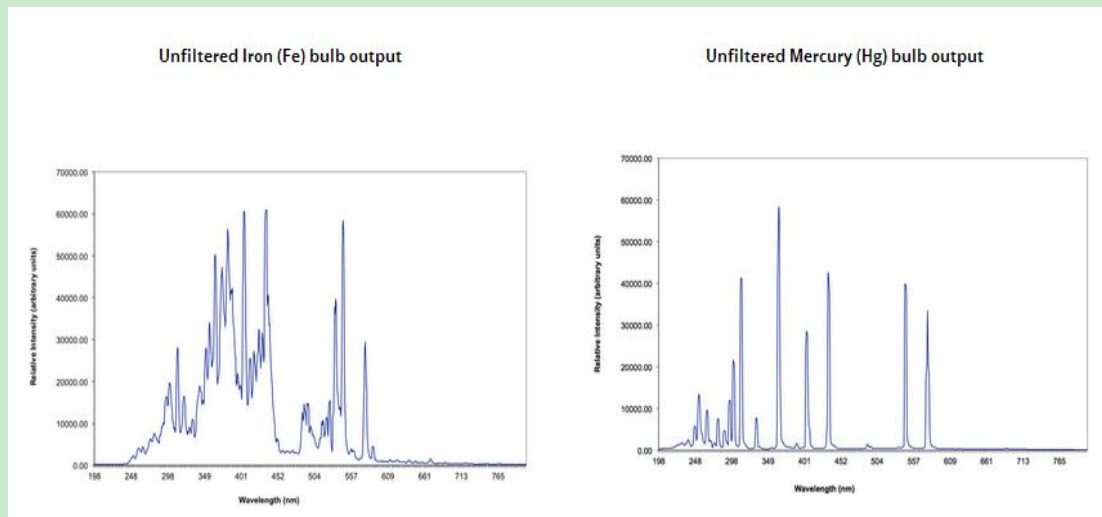 Unfiltered Iron (Fe) bulb output
70000.00
60000.00
50000.00
40000.00
30000.00
20000.00
10000.00
0.00
Relative Intensity (arbitrary units)
198 248 298 349 401 452 504 557 609 661 713 765
Wavelength (nm)
Unfiltered Mercury (Hg) bulb output
70000.00
60000.00
50000.00
40000.00
30000.00
20000.00
10000.00
0.00
Relative Intensity (arbitrary units)
198 248 298 349 401 452 504 557 609 661 713 765
Wavelength (nm)